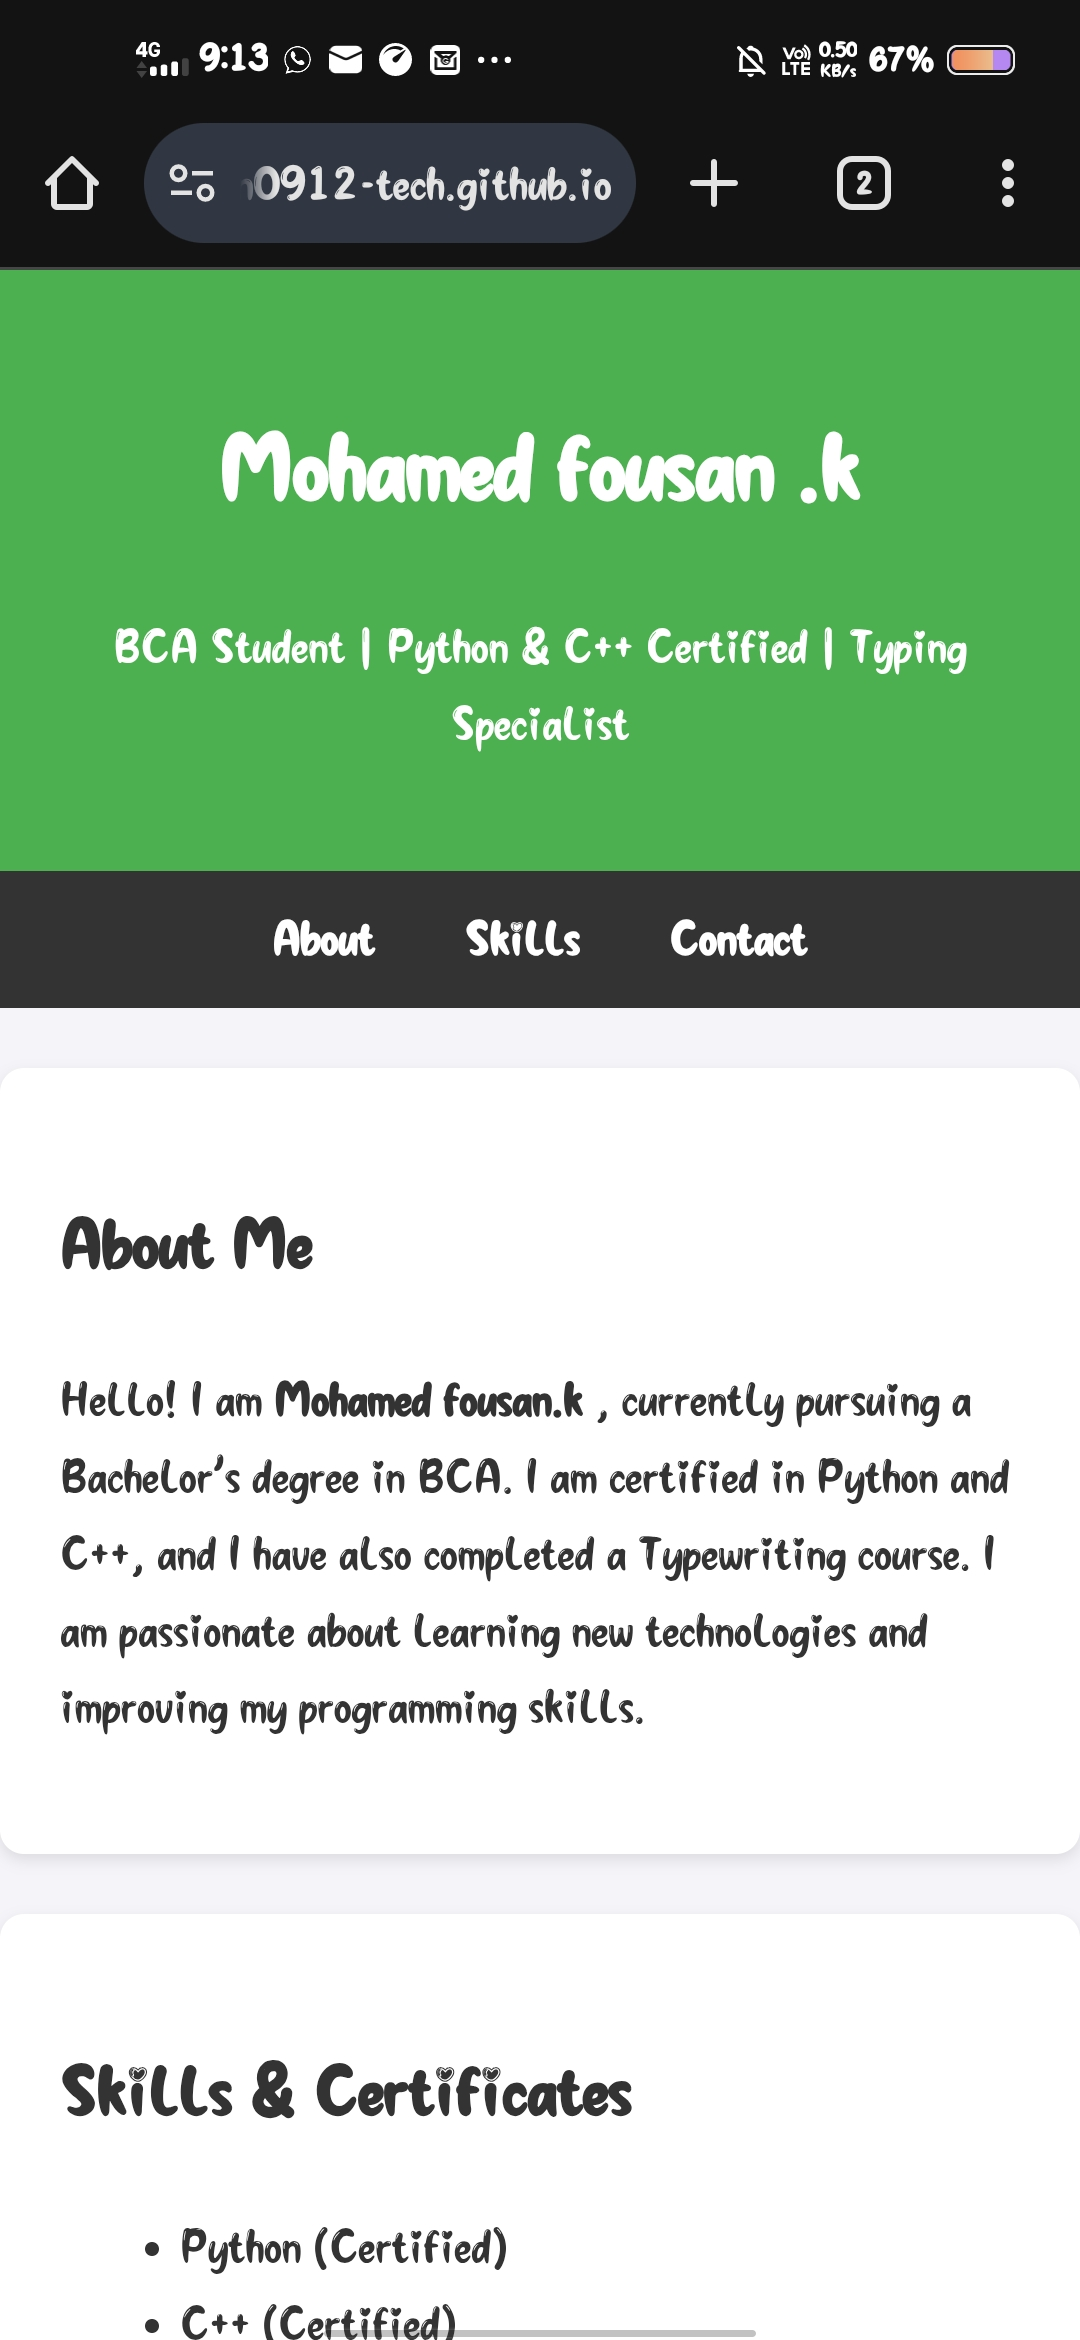 4G 9:13 VoLTE 0.50 KB/s 67%
0912-tech.github.io 2
Mohamed fousan .k
BCA Student | Python & C++ Certified | Typing
Specialist
About Skills Contact
About Me
Hello! I am Mohamed fousan.k , currently pursuing a
Bachelor's degree in BCA. I am certified in Python and
C++, and I have also completed a Typewriting course. I
am passionate about learning new technologies and
improving my programming skills.
Skills & Certificates
• Python (Certified)
• C++ (Certified)